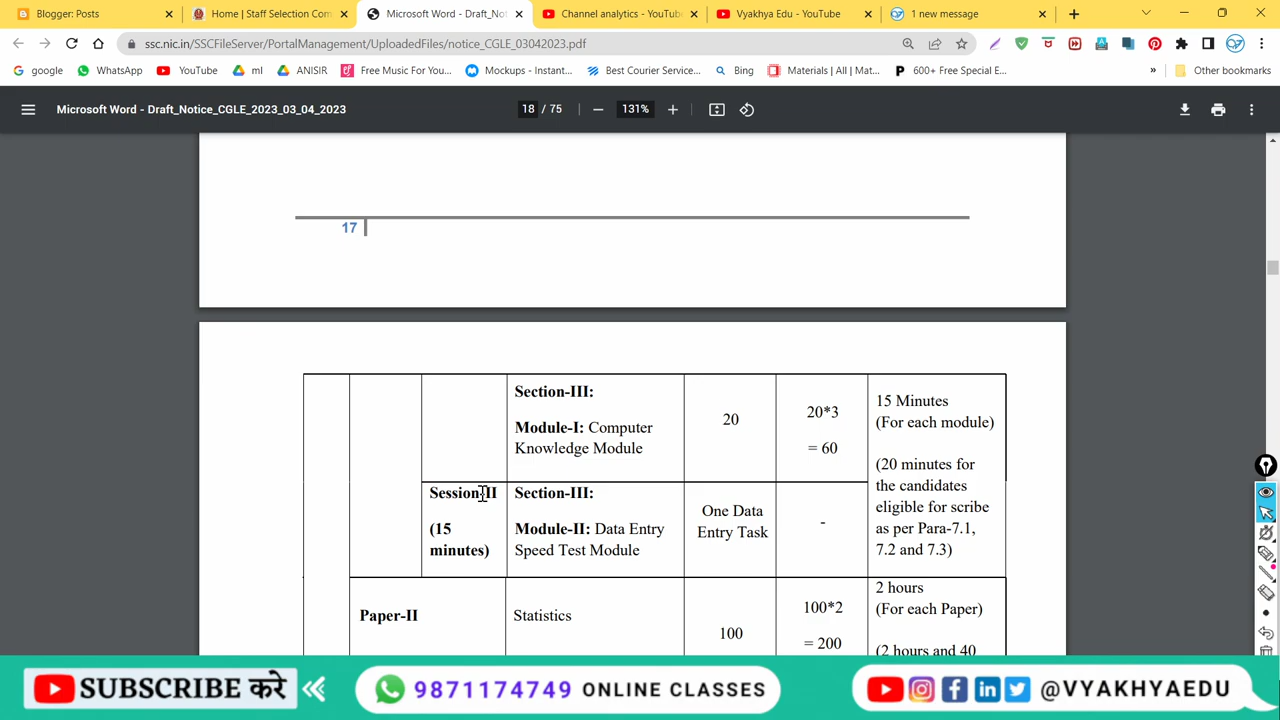 Blogger: Posts
Home | Staff Selection Com
Microsoft Word - Draft_No
Channel analytics - YouTube
Vyakhya Edu - YouTube
1 new message
ssc.nic.in/SSCFileServer/PortalManagement/UploadedFiles/notice_CGLE_03042023.pdf
google
WhatsApp
YouTube
ml
ANISIR
Free Music For You...
Mockups - Instant...
Best Courier Service...
Bing
Materials | All | Mat...
600+ Free Special E...
»
Other bookmarks
Microsoft Word - Draft_Notice_CGLE_2023_03_04_2023
18 / 75
131%
17
Section-III:
Module-I: Computer
Knowledge Module
20
20*3
= 60
15 Minutes
(For each module)
(20 minutes for
the candidates
eligible for scribe
as per Para-7.1,
7.2 and 7.3)
Session-II
(15
minutes)
Section-III:
Module-II: Data Entry
Speed Test Module
One Data
Entry Task
-
Paper-II
Statistics
100
100*2
= 200
2 hours
(For each Paper)
(2 hours and 40
SUBSCRIBE करे
9871174749 ONLINE CLASSES
@VYAKHYAEDU